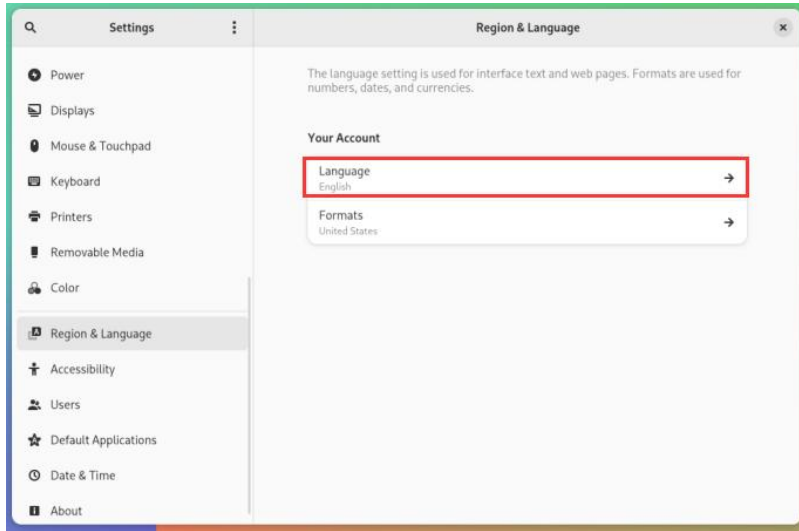 Settings
Region & Language
Power
Displays
Mouse & Touchpad
Keyboard
Printers
Removable Media
Color
Region & Language
Accessibility
Users
Default Applications
Date & Time
About
The language setting is used for interface text and web pages. Formats are used for
numbers, dates, and currencies.
Your Account
Language
English
Formats
United States